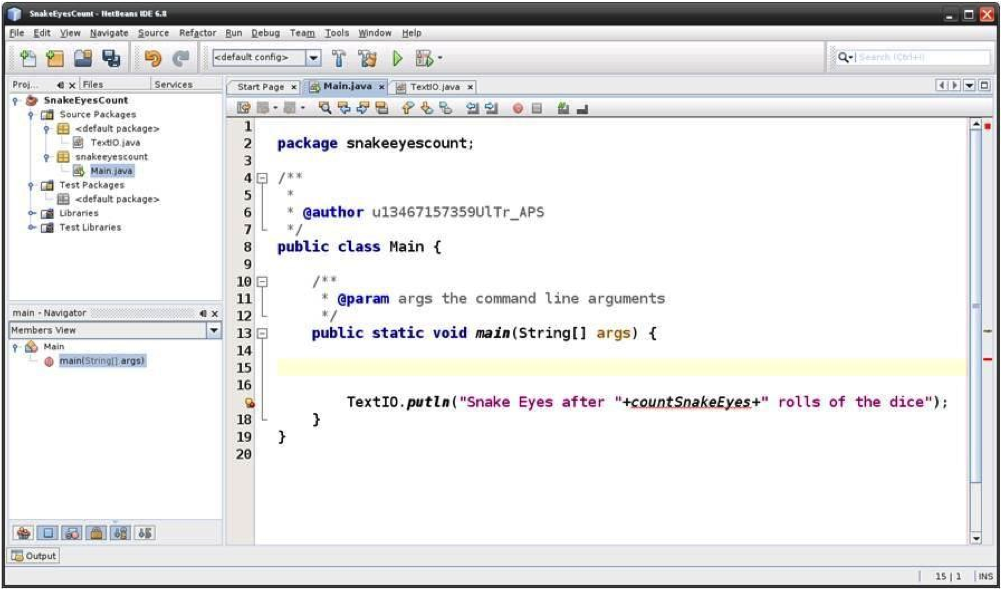 SnakeEyesCount - NetBeans IDE 6.8
File Edit View Navigate Source Refactor Run Debug Team Tools Window Help
<default config>
Search (Ctrl+I)
Proj... Files Services
SnakeEyesCount
Source Packages
<default package>
TextIO.java
snakeeyescount
Main.java
Test Packages
<default package>
Libraries
Test Libraries
main - Navigator
Members View
Main
main(String[] args)
Output
Start Page Main.java TextIO.java
1
2 package snakeeyescount;
3
4 /**
5 *
6 * @author u13467157359UlTr_APS
7 */
8 public class Main {
9
10 /**
11 * @param args the command line arguments
12 */
13 public static void main(String[] args) {
14
15
16
TextIO.putln("Snake Eyes after "+countSnakeEyes+" rolls of the dice");
18 }
19 }
20
15 | 1 INS